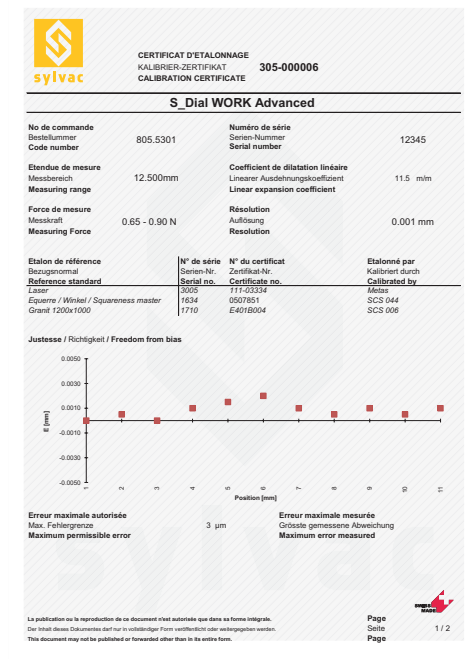 sylvac
CERTIFICAT D'ETALONNAGE
KALIBRIER-ZERTIFIKAT 305-000006
CALIBRATION CERTIFICATE
S_Dial WORK Advanced
No de commande Numéro de série
Bestellummer 805.5301 Serien-Nummer 12345
Code number Serial number
Etendue de mesure Coefficient de dilatation linéaire
Messbereich 12.500mm Linearer Ausdehnungskoeffizient 11.5 m/m
Measuring range Linear expansion coefficient
Force de mesure Résolution
Messkraft 0.65 - 0.90 N Auflösung 0.001 mm
Measuring Force Resolution
Etalon de référence N° de série N° du certificat Etalonné par
Bezugsnormal Serien-Nr. Zertifikat-Nr. Kalibriert durch
Reference standard Serial no. Certificate no. Calibrated by
Laser 3005 111-03334 Metas
Equerre / Winkel / Squareness master 1634 0507851 SCS 044
Granit 1200x1000 1710 E401B004 SCS 006
Justesse / Richtigkeit / Freedom from bias
0.0050
0.0030
0.0010
-0.0010
-0.0030
-0.0050
E [mm]
1 2 3 4 5 6 7 8 9 10 11
Position [mm]
Erreur maximale autorisée Erreur maximale mesurée
Max. Fehlergrenze 3 µm Grösste gemessene Abweichung
Maximum permissible error Maximum error measured
sylvac
SWISS
MADE
La publication ou la reproduction de ce document n'est autorisée que dans sa forme intégrale. Page
Der Inhalt dieses Dokumentes darf nur in vollständiger Form veröffentlicht oder weitergegeben werden. Seite 1 / 2
This document may not be published or forwarded other than in its entire form. Page